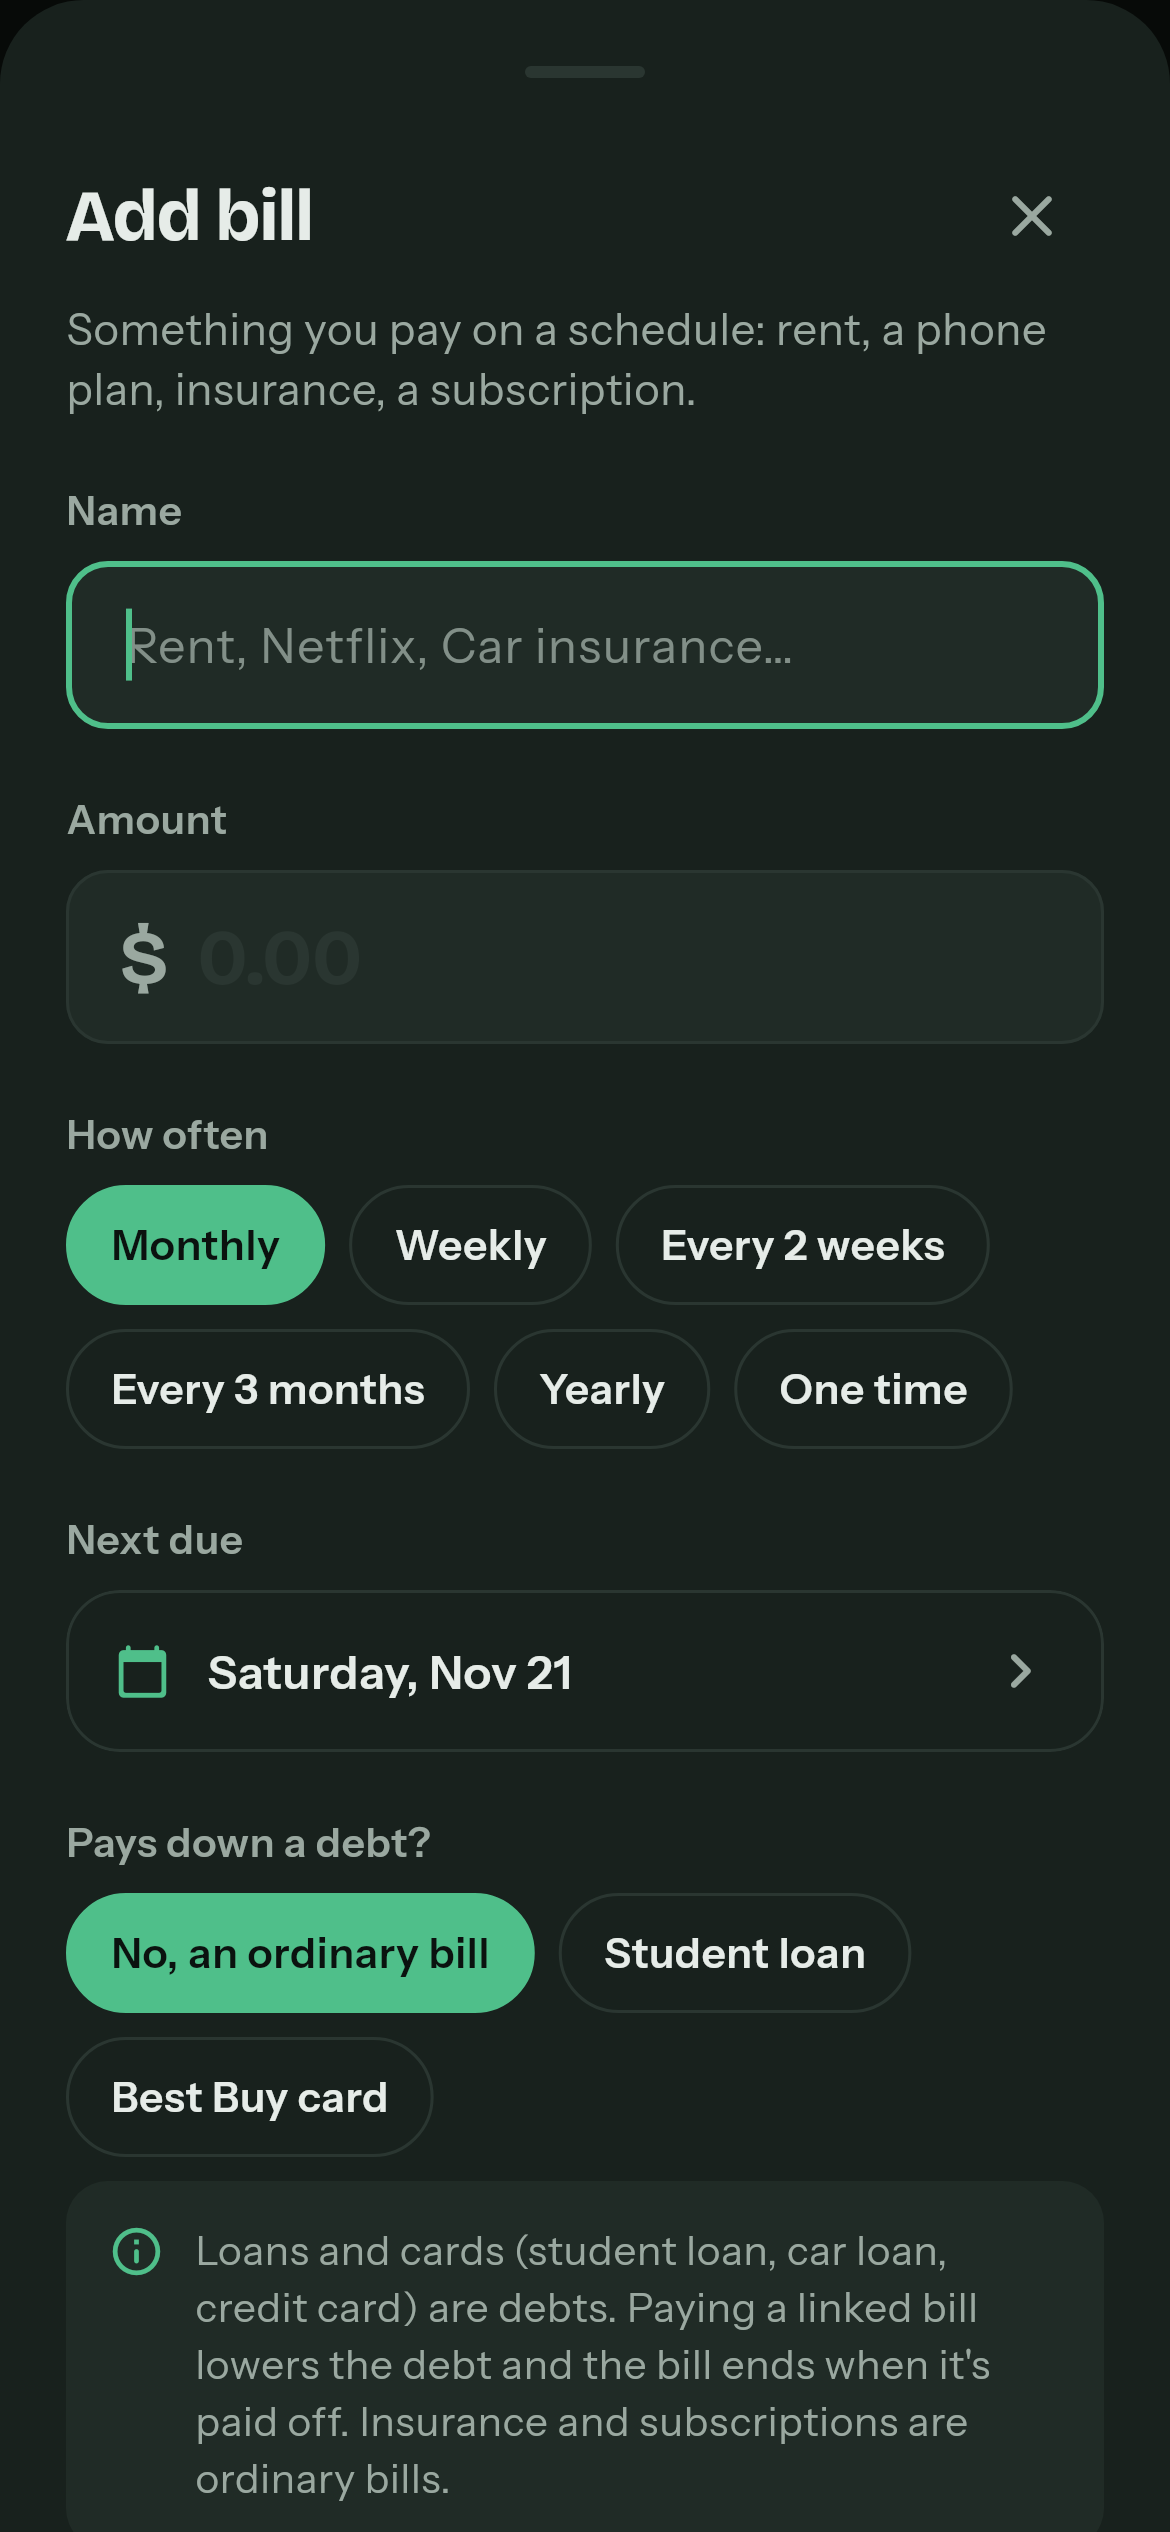 Add bill
Something you pay on a schedule: rent, a phone
plan, insurance, a subscription.
Name
Rent, Netflix, Car insurance...
Amount
$ 0.00
How often
Monthly
Weekly
Every 2 weeks
Every 3 months
Yearly
One time
Next due
Saturday, Nov 21
Pays down a debt?
No, an ordinary bill
Student loan
Best Buy card
Loans and cards (student loan, car loan,
credit card) are debts. Paying a linked bill
lowers the debt and the bill ends when it's
paid off. Insurance and subscriptions are
ordinary bills.